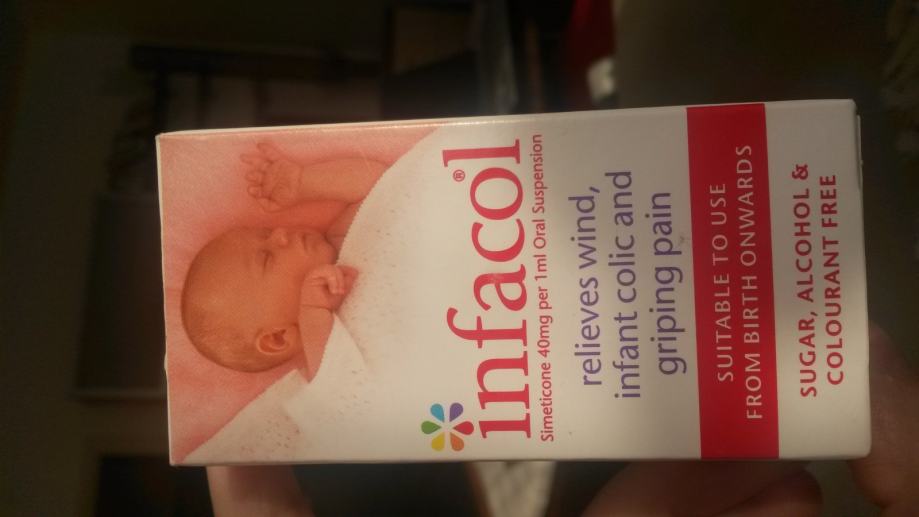 infacol®
Simeticone 40mg per 1ml Oral Suspension
relieves wind,
infant colic and
griping pain
SUITABLE TO USE
FROM BIRTH ONWARDS
SUGAR, ALCOHOL &
COLOURANT FREE